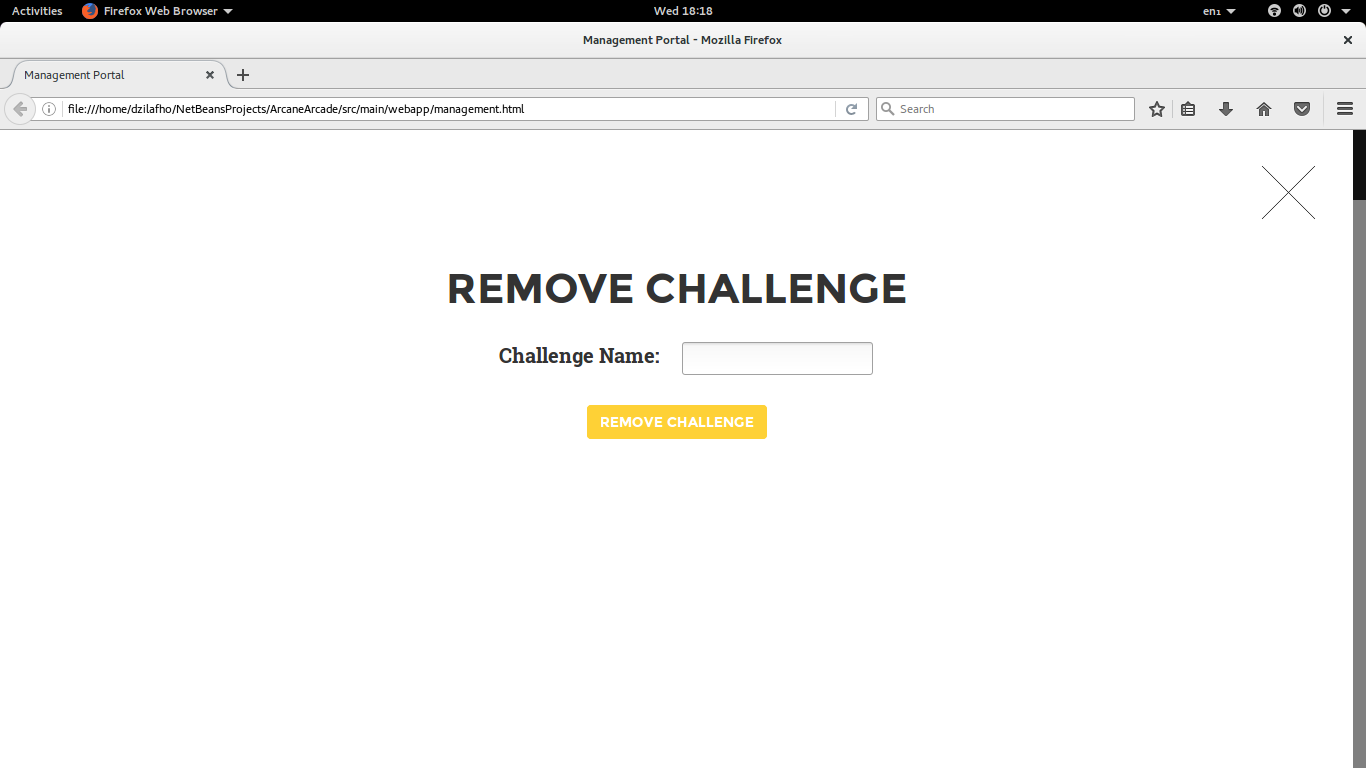 Activities Firefox Web Browser Wed 18:18 en₁
Management Portal - Mozilla Firefox
Management Portal
file:///home/dzilafho/NetBeansProjects/ArcaneArcade/src/main/webapp/management.html Search
REMOVE CHALLENGE
Challenge Name:
REMOVE CHALLENGE